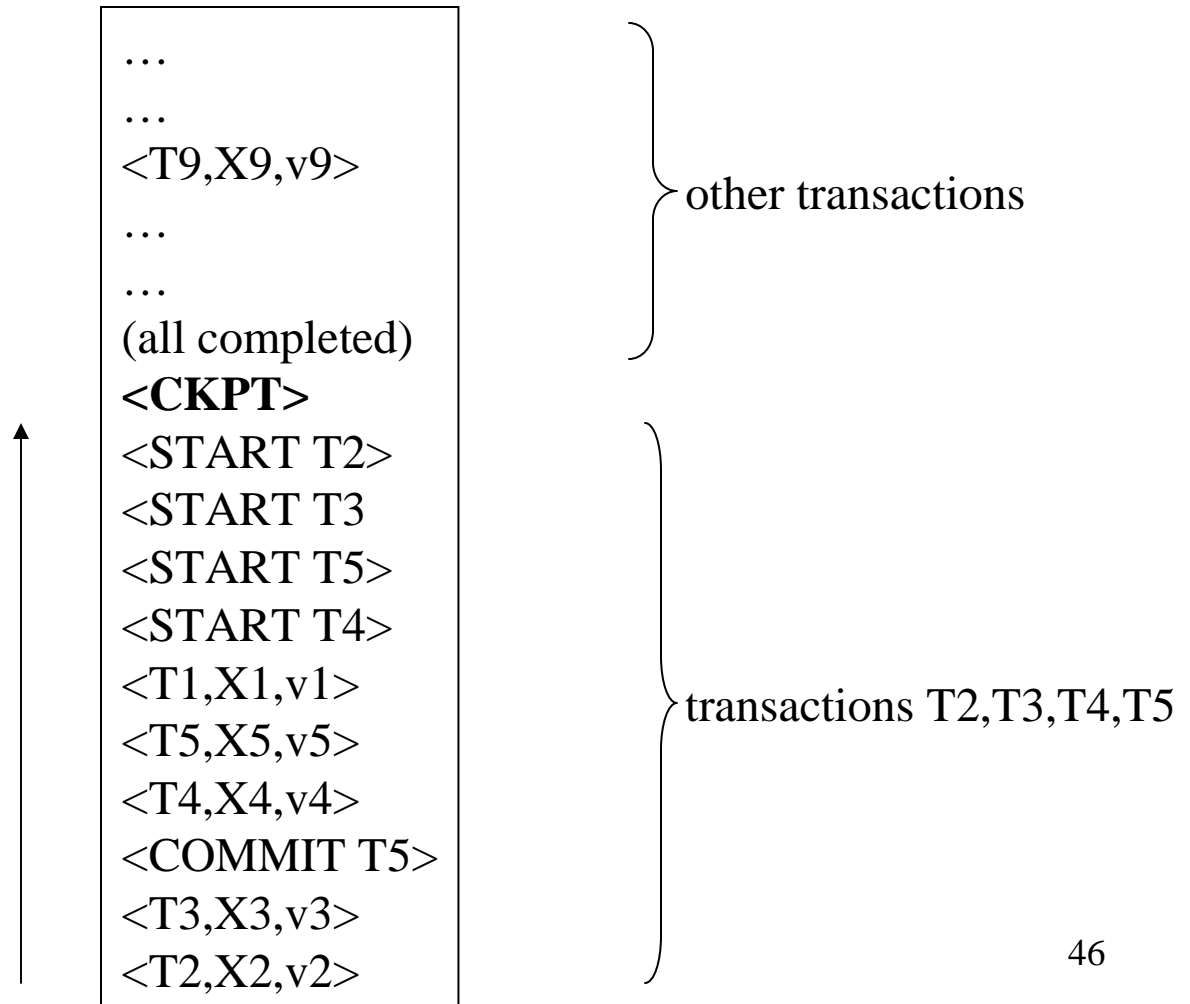 …
…
<T9,X9,v9>
…
…
(all completed)
<CKPT>
<START T2>
<START T3
<START T5>
<START T4>
<T1,X1,v1>
<T5,X5,v5>
<T4,X4,v4>
<COMMIT T5>
<T3,X3,v3>
<T2,X2,v2>
other transactions
transactions T2,T3,T4,T5
46